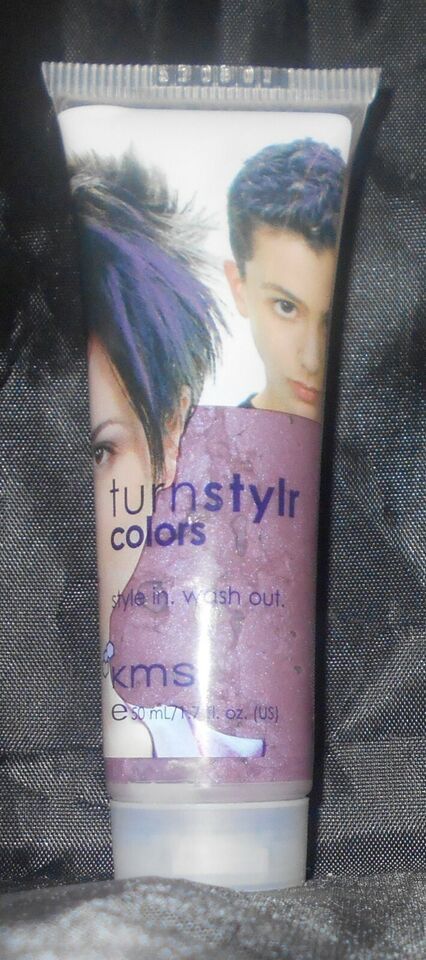 turnstylr
colors
style in. wash out.
kms
e 50 mL/1.7 fl. oz. (US)